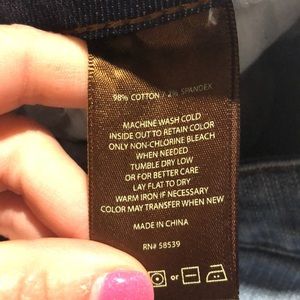 98% COTTON / 2% SPANDEX
MACHINE WASH COLD
INSIDE OUT TO RETAIN COLOR
ONLY NON-CHLORINE BLEACH
WHEN NEEDED
TUMBLE DRY LOW
OR FOR BETTER CARE
LAY FLAT TO DRY
WARM IRON IF NECESSARY
COLOR MAY TRANSFER WHEN NEW
MADE IN CHINA
RN# 58539
or